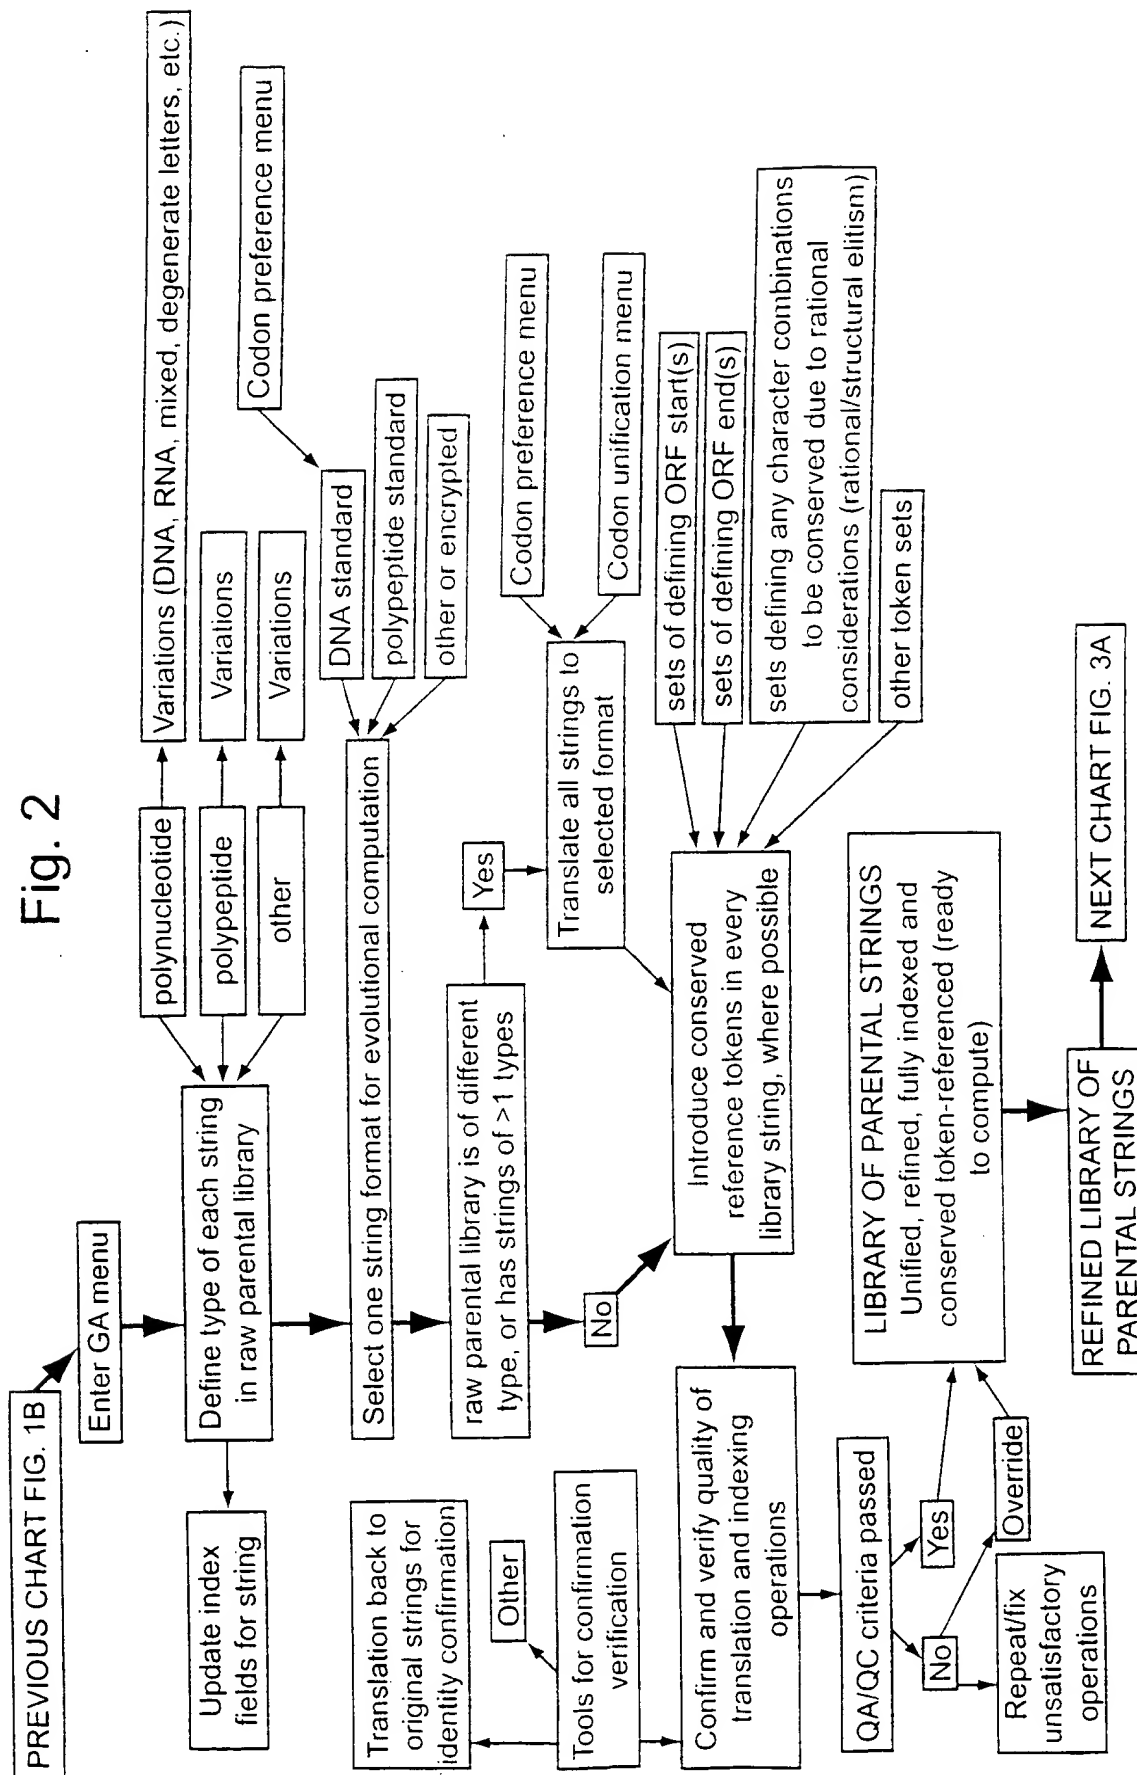 Fig. 2
PREVIOUS CHART FIG. 1B
Enter GA menu
Update index
fields for string
Define type of each string
in raw parental library
polynucleotide
polypeptide
other
Variations (DNA, RNA, mixed, degenerate letters, etc.)
Variations
Variations
Select one string format for evolutional computation
DNA standard
polypeptide standard
other or encrypted
Codon preference menu
raw parental library is of different
type, or has strings of >1 types
Yes
No
Translate all strings to
selected format
Codon preference menu
Codon unification menu
Introduce conserved
reference tokens in every
library string, where possible
sets of defining ORF start(s)
sets of defining ORF end(s)
sets defining any character combinations
to be conserved due to rational
considerations (rational/structural elitism)
other token sets
Translation back to
original strings for
identity confirmation
Other
Tools for confirmation
verification
Confirm and verify quality of
translation and indexing
operations
QA/QC criteria passed
Yes
No
Override
Repeat/fix
unsatisfactory
operations
LIBRARY OF PARENTAL STRINGS
Unified, refined, fully indexed and
conserved token-referenced (ready
to compute)
REFINED LIBRARY OF
PARENTAL STRINGS
NEXT CHART FIG. 3A